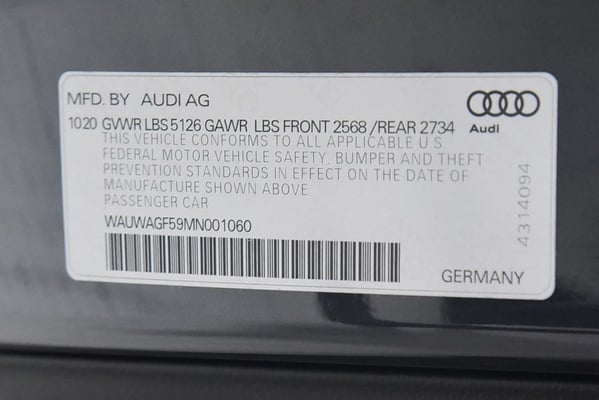 MFD. BY AUDI AG
1020 GVWR LBS 5126 GAWR LBS FRONT 2568 /REAR 2734
Audi
THIS VEHICLE CONFORMS TO ALL APPLICABLE U.S.
FEDERAL MOTOR VEHICLE SAFETY, BUMPER AND THEFT
PREVENTION STANDARDS IN EFFECT ON THE DATE OF
MANUFACTURE SHOWN ABOVE
PASSENGER CAR
WAUWAGF59MN001060
4314094
GERMANY